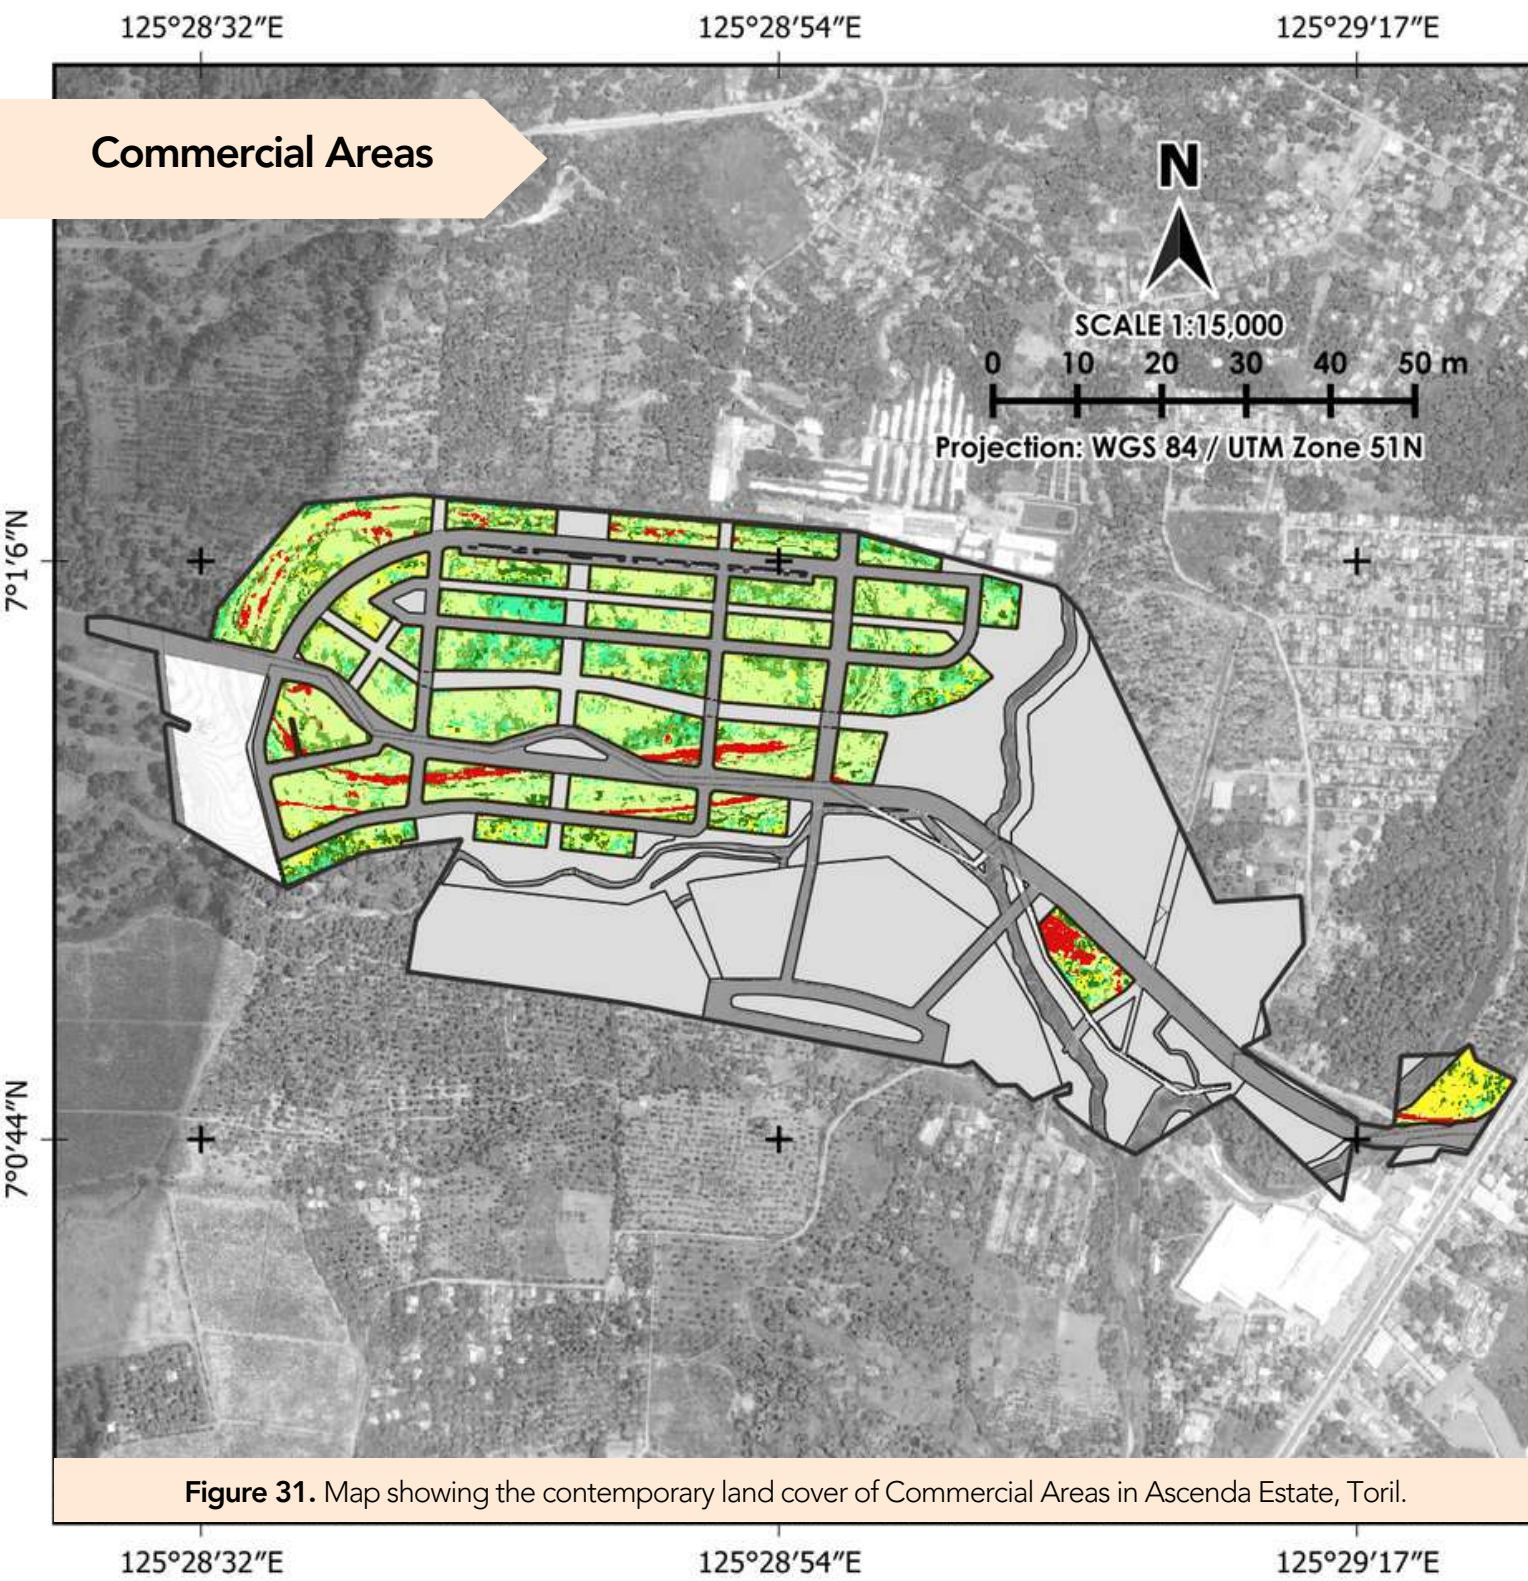 125°28′32″E 125°28′54″E 125°29′17″E
Commercial Areas
N
SCALE 1:15,000
0 10 20 30 40 50 m
Projection: WGS 84 / UTM Zone 51N
7°1′6″N
7°0′44″N
Figure 31. Map showing the contemporary land cover of Commercial Areas in Ascenda Estate, Toril.
125°28′32″E 125°28′54″E 125°29′17″E